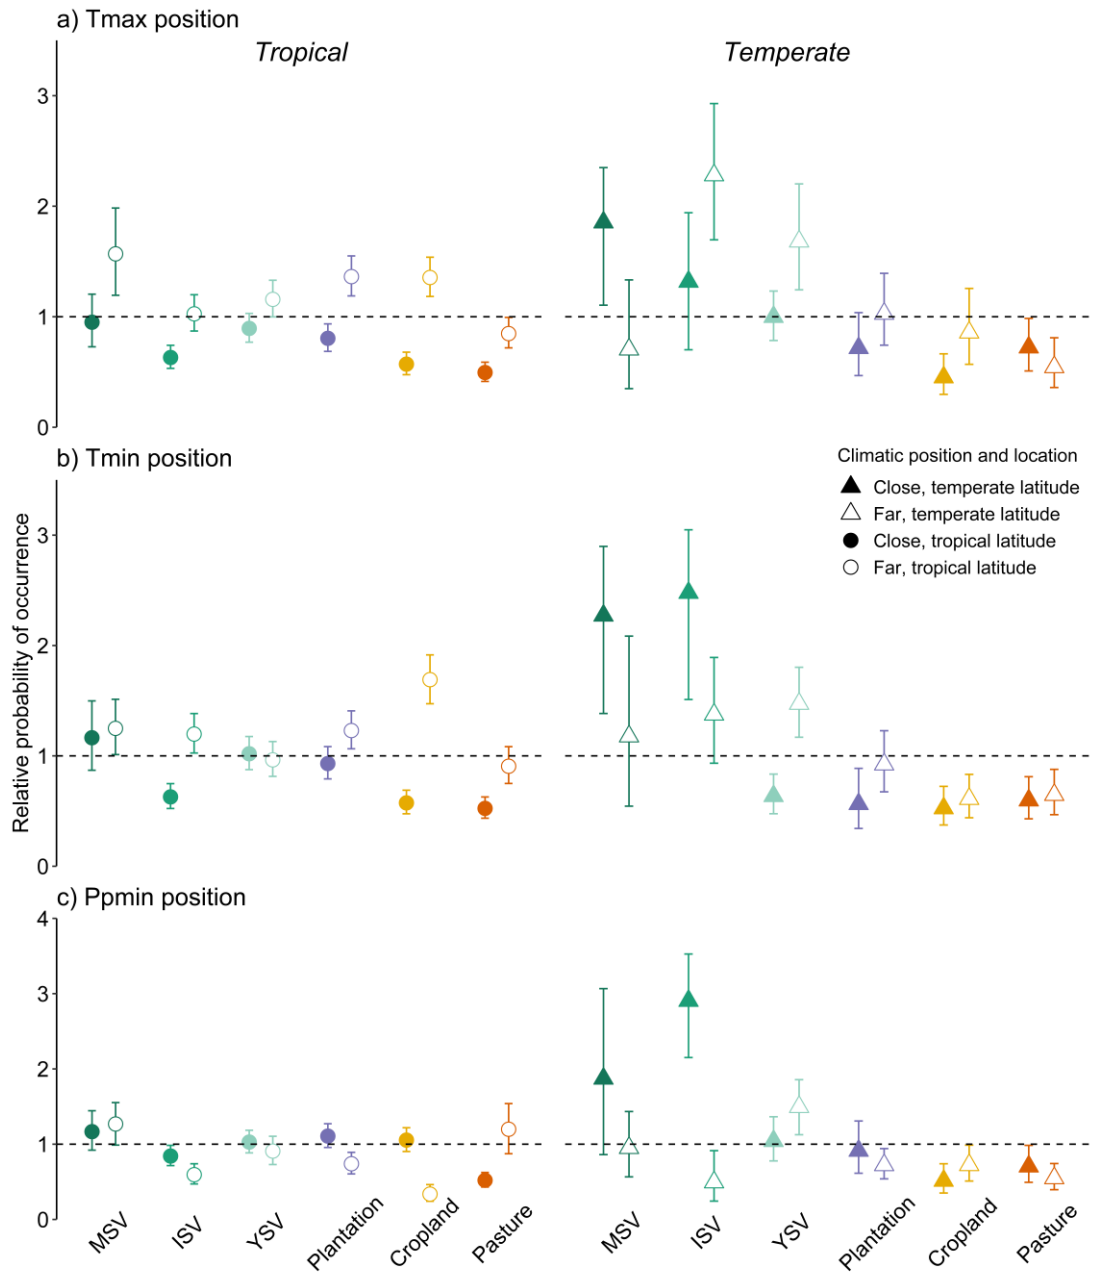 a) Tmax position
Tropical
Temperate
3
2
1
0
b) Tmin position
Climatic position and location
Close, temperate latitude
Far, temperate latitude
Close, tropical latitude
Far, tropical latitude
3
2
1
0
Relative probability of occurrence
c) Ppmin position
4
3
2
1
0
MSV
ISV
YSV
Plantation
Cropland
Pasture
MSV
ISV
YSV
Plantation
Cropland
Pasture